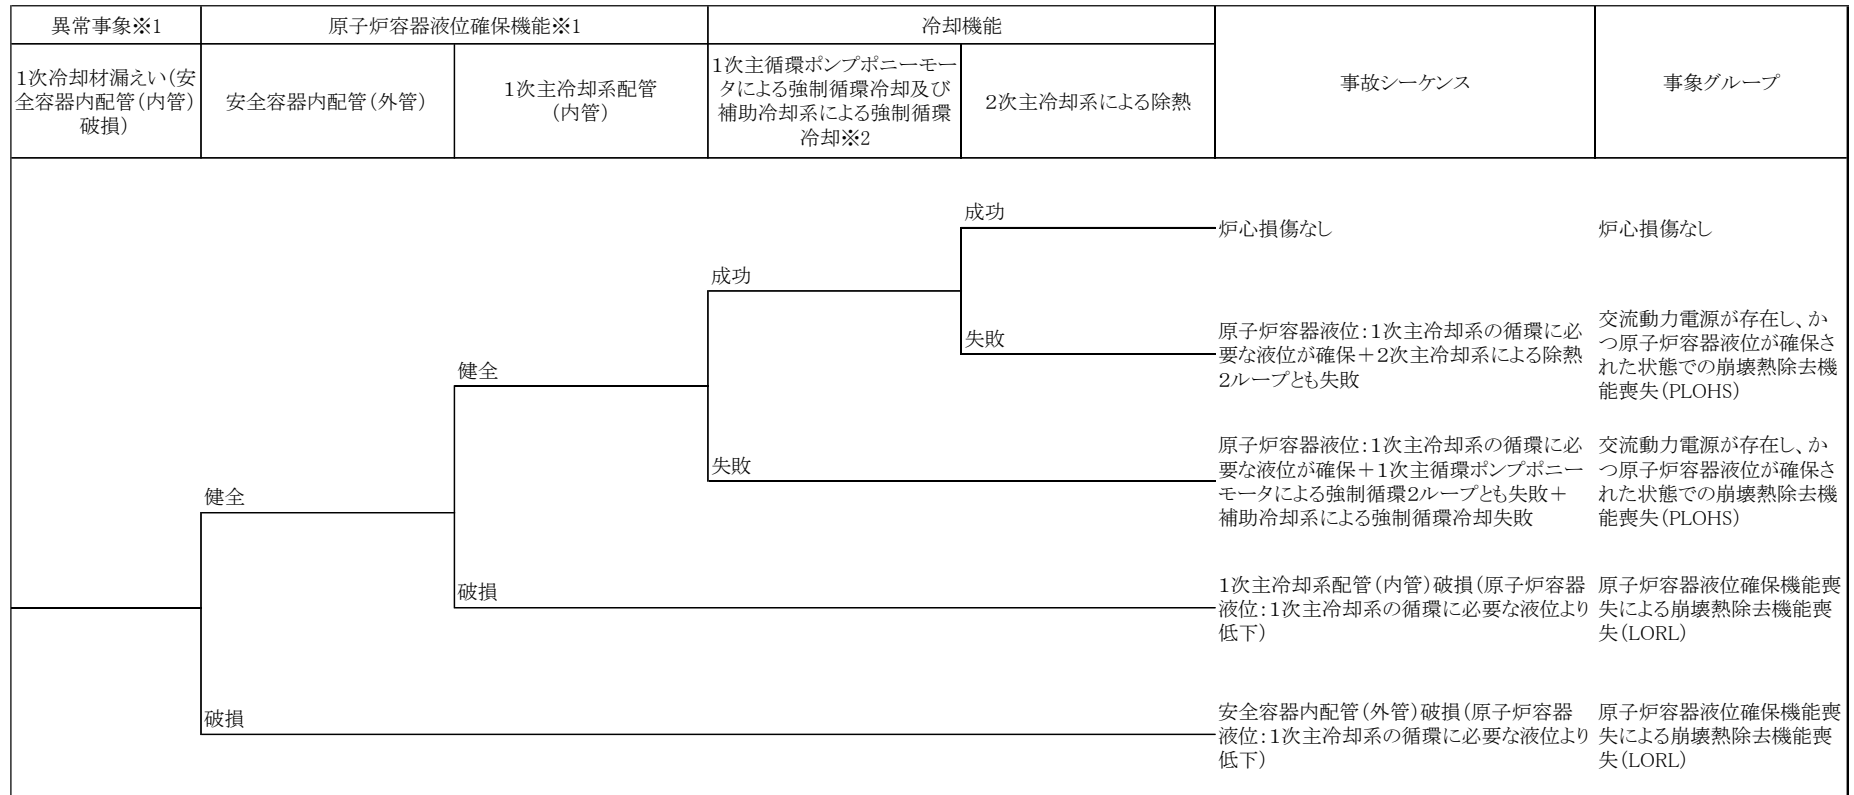 異常事象※1
原子炉容器液位確保機能※1
冷却機能
事故シーケンス
事象グループ
1次冷却材漏えい(安
全容器内配管(内管)
破損)
安全容器内配管(外管)
1次主冷却系配管
(内管)
1次主循環ポンプポニーモー
タによる強制循環冷却及び
補助冷却系による強制循環
冷却※2
2次主冷却系による除熱
成功
炉心損傷なし
炉心損傷なし
成功
失敗
原子炉容器液位:1次主冷却系の循環に必
要な液位が確保+2次主冷却系による除熱
2ループとも失敗
交流動力電源が存在し、か
つ原子炉容器液位が確保さ
れた状態での崩壊熱除去機
能喪失(PLOHS)
健全
失敗
原子炉容器液位:1次主冷却系の循環に必
要な液位が確保+1次主循環ポンプポニー
モータによる強制循環2ループとも失敗+
補助冷却系による強制循環冷却失敗
交流動力電源が存在し、か
つ原子炉容器液位が確保さ
れた状態での崩壊熱除去機
能喪失(PLOHS)
健全
破損
1次主冷却系配管(内管)破損(原子炉容器
液位:1次主冷却系の循環に必要な液位より
低下)
原子炉容器液位確保機能喪
失による崩壊熱除去機能喪
失(LORL)
破損
安全容器内配管(外管)破損(原子炉容器
液位:1次主冷却系の循環に必要な液位より
低下)
原子炉容器液位確保機能喪
失による崩壊熱除去機能喪
失(LORL)